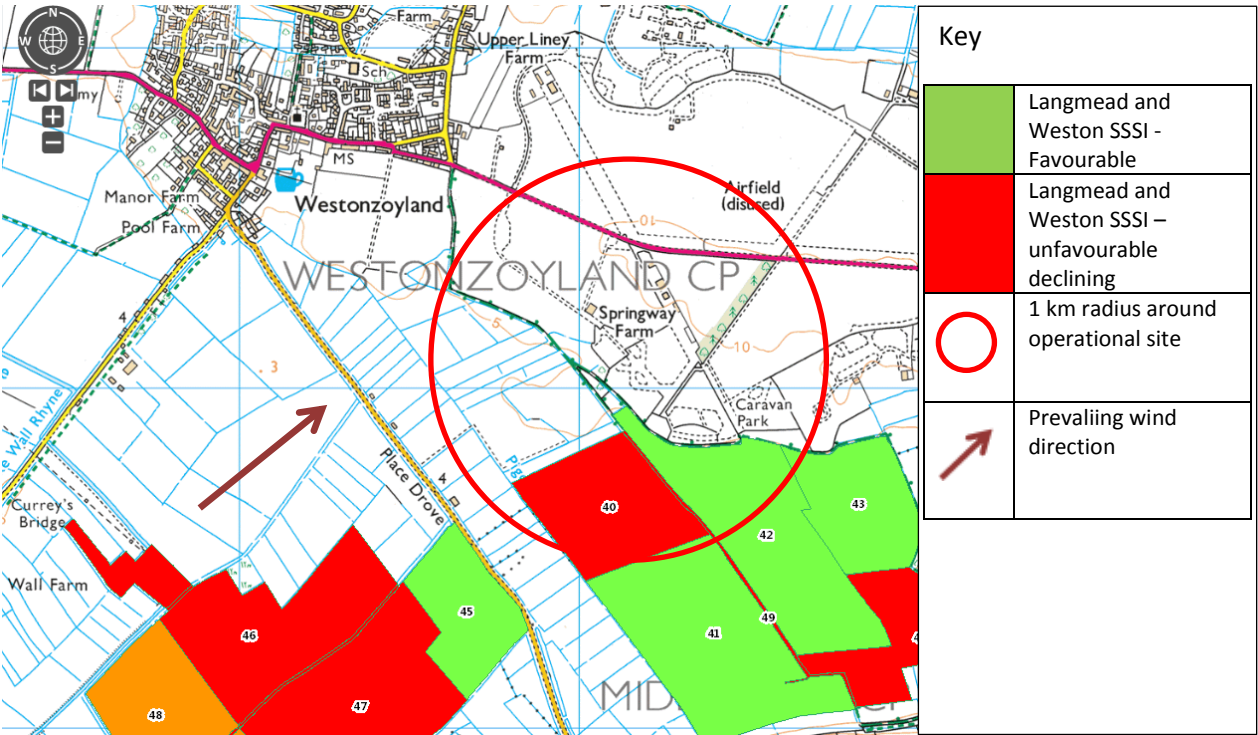 N
W
E
S
my
Farm
Sch
Upper Liney
Farm
MS
Westonzoyland
Manor Farm
Pool Farm
Airfield
(disused)
10
WESTONZOYLAND CP
Springway
Farm
5
4
3
10
Caravan
Park
e Wall Rhyne
Place Drove
4
Currey's
Bridge
Wall Farm
40
43
42
45
41
49
46
47
48
MID
CP
Key
Langmead and
Weston SSSI -
Favourable
Langmead and
Weston SSSI –
unfavourable
declining
1 km radius around
operational site
Prevaliing wind
direction